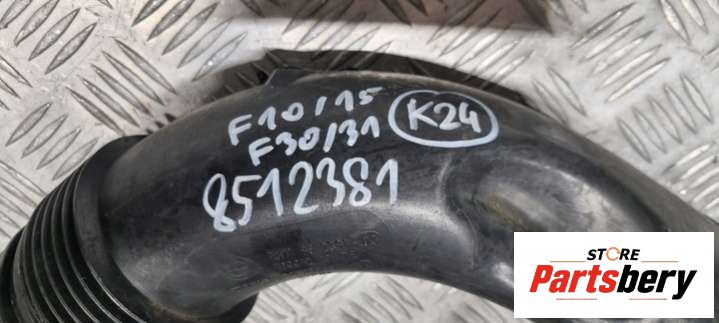 F10/15
F30/31
K24
8512381
STORE
Partsbery